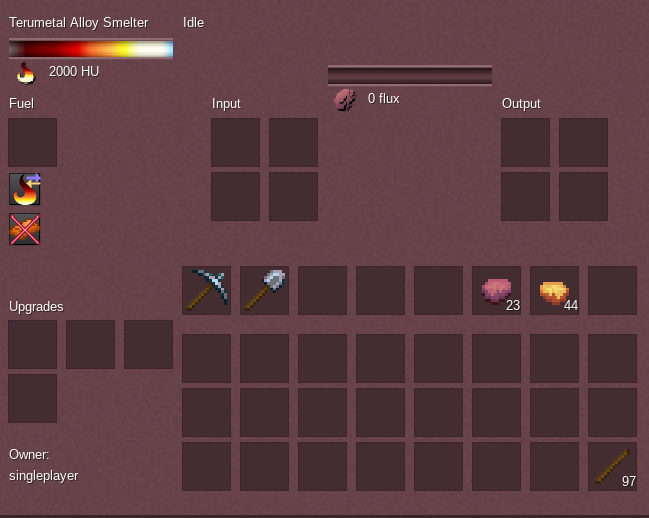 Terumetal Alloy Smelter
Idle
2000 HU
0 flux
Fuel
Input
Output
23
44
Upgrades
Owner:
singleplayer
97